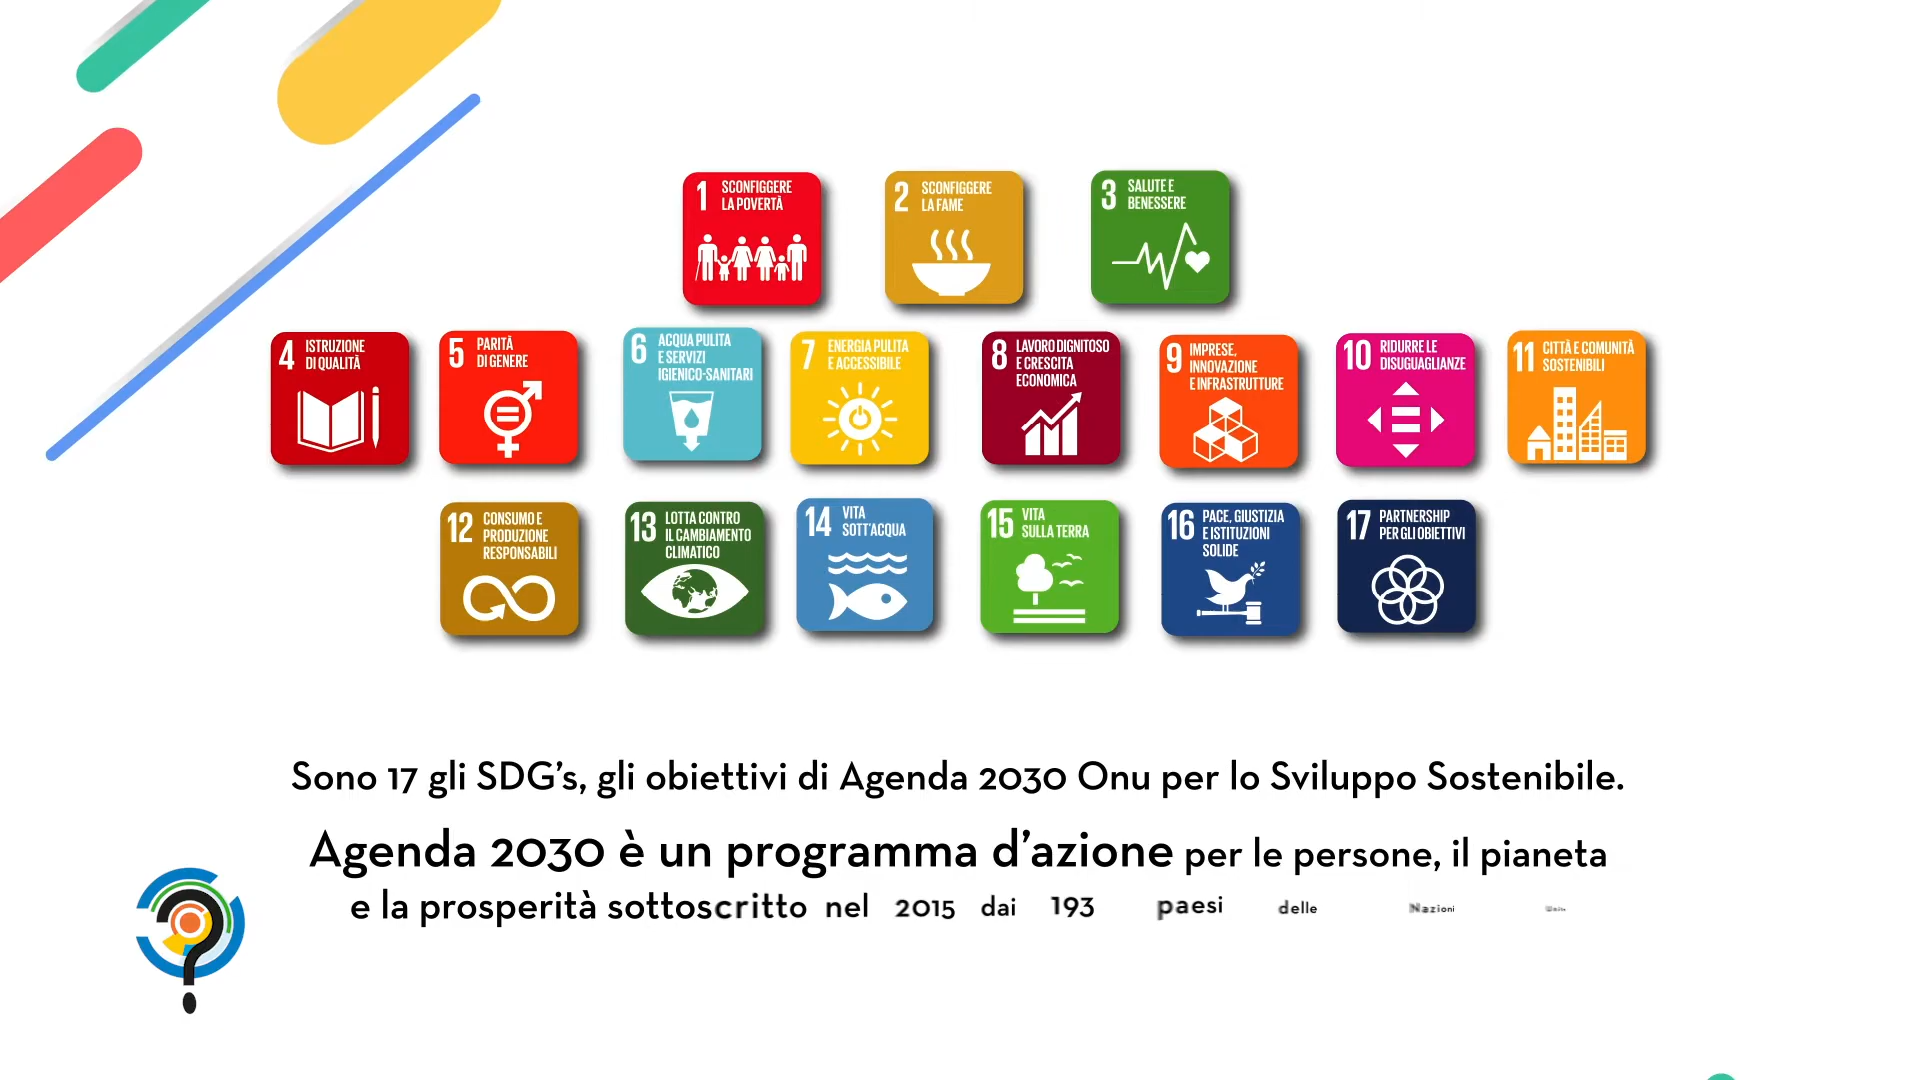 1 SCONFIGGERE
LA POVERTÀ
2 SCONFIGGERE
LA FAME
3 SALUTE E
BENESSERE
4 ISTRUZIONE
DI QUALITÀ
5 PARITÀ
DI GENERE
6 ACQUA PULITA
E SERVIZI
IGIENICO-SANITARI
7 ENERGIA PULITA
E ACCESSIBILE
8 LAVORO DIGNITOSO
E CRESCITA
ECONOMICA
9 IMPRESE,
INNOVAZIONE
E INFRASTRUTTURE
10 RIDURRE LE
DISUGUAGLIANZE
11 CITTÀ E COMUNITÀ
SOSTENIBILI
12 CONSUMO E
PRODUZIONE
RESPONSABILI
13 LOTTA CONTRO
IL CAMBIAMENTO
CLIMATICO
14 VITA
SOTT'ACQUA
15 VITA
SULLA TERRA
16 PACE, GIUSTIZIA
E ISTITUZIONI
SOLIDE
17 PARTNERSHIP
PER GLI OBIETTIVI
Sono 17 gli SDG's, gli obiettivi di Agenda 2030 Onu per lo Sviluppo Sostenibile.
Agenda 2030 è un programma d'azione per le persone, il pianeta
e la prosperità sottoscritto nel 2015 dai 193 paesi delle Nazioni